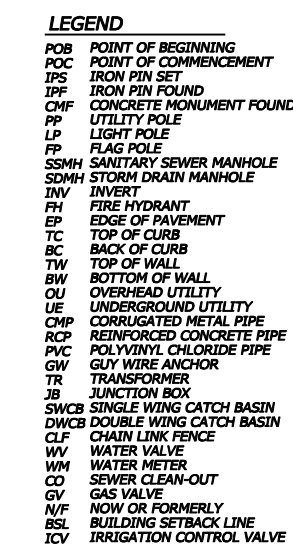 LEGEND
POB POINT OF BEGINNING
POC POINT OF COMMENCEMENT
IPS IRON PIN SET
IPF IRON PIN FOUND
CMF CONCRETE MONUMENT FOUND
PP UTILITY POLE
LP LIGHT POLE
FP FLAG POLE
SSMH SANITARY SEWER MANHOLE
SDMH STORM DRAIN MANHOLE
INV INVERT
FH FIRE HYDRANT
EP EDGE OF PAVEMENT
TC TOP OF CURB
BC BACK OF CURB
TW TOP OF WALL
BW BOTTOM OF WALL
OU OVERHEAD UTILITY
UE UNDERGROUND UTILITY
CMP CORRUGATED METAL PIPE
RCP REINFORCED CONCRETE PIPE
PVC POLYVINYL CHLORIDE PIPE
GW GUY WIRE ANCHOR
TR TRANSFORMER
JB JUNCTION BOX
SWCB SINGLE WING CATCH BASIN
DWCB DOUBLE WING CATCH BASIN
CLF CHAIN LINK FENCE
WV WATER VALVE
WM WATER METER
CO SEWER CLEAN-OUT
GV GAS VALVE
N/F NOW OR FORMERLY
BSL BUILDING SETBACK LINE
ICV IRRIGATION CONTROL VALVE